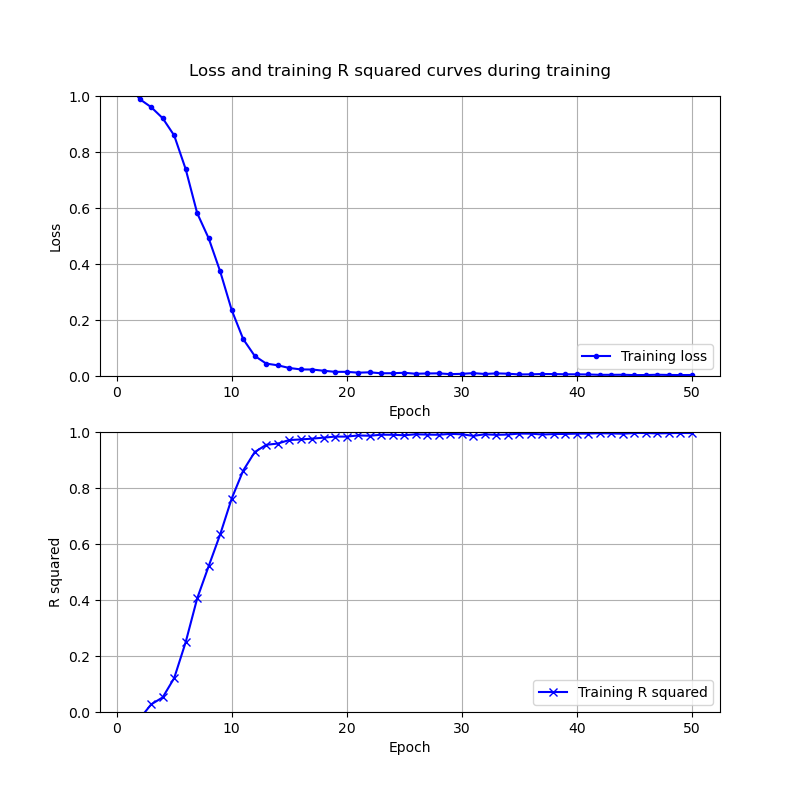 Loss and training R squared curves during training
1.0
0.8
0.6
0.4
0.2
0.0
Loss
Training loss
0 10 20 30 40 50
Epoch
1.0
0.8
0.6
0.4
0.2
0.0
R squared
Training R squared
0 10 20 30 40 50
Epoch